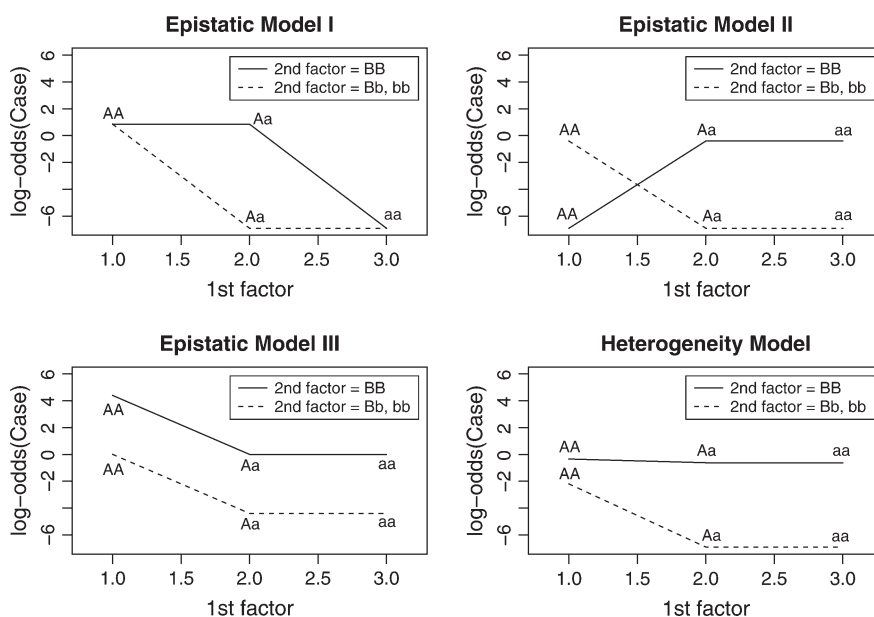 Epistatic Model I
log−odds(Case)
6
4
2
0
−2
−6
2nd factor = BB
2nd factor = Bb, bb
AA
Aa
Aa
aa
1.0 1.5 2.0 2.5 3.0
1st factor
Epistatic Model II
log−odds(Case)
6
4
2
0
−2
−6
2nd factor = BB
2nd factor = Bb, bb
AA
Aa
aa
AA
Aa
aa
1.0 1.5 2.0 2.5 3.0
1st factor
Epistatic Model III
log−odds(Case)
6
4
2
0
−2
−6
2nd factor = BB
2nd factor = Bb, bb
AA
AA
Aa
aa
Aa
aa
1.0 1.5 2.0 2.5 3.0
1st factor
Heterogeneity Model
log−odds(Case)
6
4
2
0
−2
−6
2nd factor = BB
2nd factor = Bb, bb
AA
Aa
aa
AA
Aa
aa
1.0 1.5 2.0 2.5 3.0
1st factor